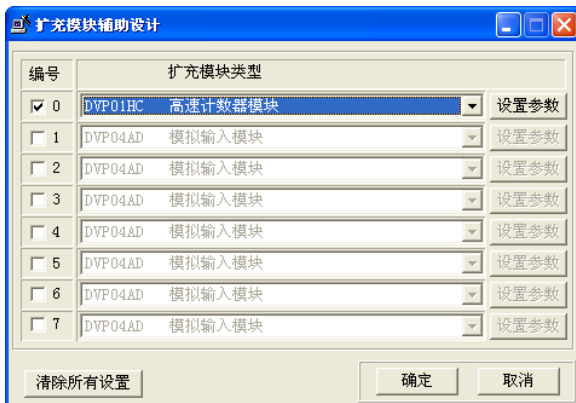 扩充模块辅助设计
编号 扩充模块类型
0 DVP01HC 高速计数器模块 设置参数
1 DVP04AD 模拟输入模块 设置参数
2 DVP04AD 模拟输入模块 设置参数
3 DVP04AD 模拟输入模块 设置参数
4 DVP04AD 模拟输入模块 设置参数
5 DVP04AD 模拟输入模块 设置参数
6 DVP04AD 模拟输入模块 设置参数
7 DVP04AD 模拟输入模块 设置参数
清除所有设置 确定 取消